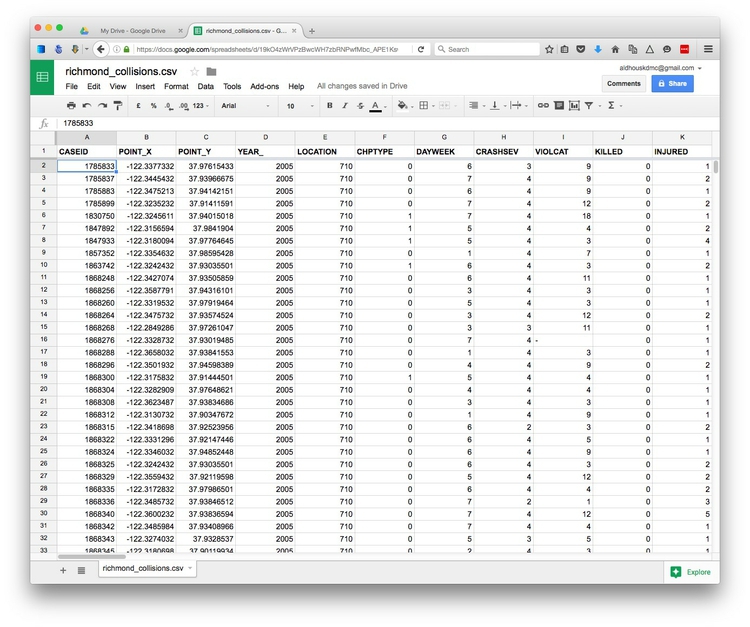 My Drive - Google Drive × richmond_collisions.csv - G... × +
https://docs.google.com/spreadsheets/d/19kO4zWrVPzBwcWH7zbRNPwfMbc_APE1Ks Search
richmond_collisions.csv
aldhouskdmc@gmail.com
File Edit View Insert Format Data Tools Add-ons Help All changes saved in Drive Comments Share
£ % .0 .00 123 Arial 10 B I S A
fx 1785833
A B C D E F G H I J K
1 CASEID POINT_X POINT_Y YEAR_ LOCATION CHPTYPE DAYWEEK CRASHSEV VIOLCAT KILLED INJURED
2 1785833 -122.3377332 37.97615433 2005 710 0 6 3 9 0 1
3 1785837 -122.3445432 37.93966675 2005 710 0 7 4 9 0 2
4 1785883 -122.3475213 37.94142151 2005 710 0 6 4 9 0 1
5 1785899 -122.3235232 37.91411591 2005 710 0 7 4 12 0 2
6 1830750 -122.3245611 37.94015018 2005 710 1 7 4 18 0 1
7 1847892 -122.3156594 37.9841904 2005 710 1 5 4 4 0 2
8 1847933 -122.3180094 37.97764645 2005 710 1 5 4 3 0 4
9 1857352 -122.3354632 37.98595428 2005 710 0 1 4 7 0 1
10 1863742 -122.3242432 37.93035501 2005 710 1 6 4 3 0 2
11 1868248 -122.3427074 37.93505859 2005 710 0 6 4 11 0 1
12 1868256 -122.3587791 37.94316101 2005 710 0 3 4 3 0 1
13 1868260 -122.3319532 37.97919464 2005 710 0 5 4 3 0 1
14 1868264 -122.3475732 37.93574524 2005 710 0 3 4 12 0 2
15 1868268 -122.2849286 37.97261047 2005 710 0 3 3 11 0 1
16 1868276 -122.3328732 37.93019485 2005 710 0 7 4 - 0 1
17 1868288 -122.3658032 37.93841553 2005 710 0 1 4 3 0 1
18 1868296 -122.3501932 37.94598389 2005 710 0 6 4 9 0 2
19 1868300 -122.3175832 37.91444501 2005 710 1 5 4 4 0 1
20 1868304 -122.3282909 37.97648621 2005 710 0 4 4 4 0 1
21 1868308 -122.3623487 37.93834686 2005 710 0 3 4 3 0 1
22 1868312 -122.3130732 37.90347672 2005 710 0 1 4 9 0 1
23 1868315 -122.3418698 37.92523956 2005 710 0 6 2 3 0 2
24 1868322 -122.3331296 37.92147446 2005 710 0 6 4 5 0 1
25 1868324 -122.3346032 37.94852448 2005 710 0 6 4 9 0 1
26 1868325 -122.3242432 37.93035501 2005 710 0 6 4 3 0 2
27 1868329 -122.3559432 37.92119598 2005 710 0 5 4 12 0 2
28 1868335 -122.3172832 37.97986501 2005 710 0 6 4 4 0 2
29 1868336 -122.3485732 37.93846512 2005 710 0 7 2 1 0 3
30 1868340 -122.3600232 37.93836594 2005 710 0 7 4 12 0 5
31 1868342 -122.3485984 37.93408966 2005 710 0 7 4 4 0 1
32 1868343 -122.3274032 37.9328537 2005 710 0 5 3 5 0 1
33 1868345 -122.3180698 37.90119934 2005 710 0 2 4 3 0 1
+ richmond_collisions.csv Explore